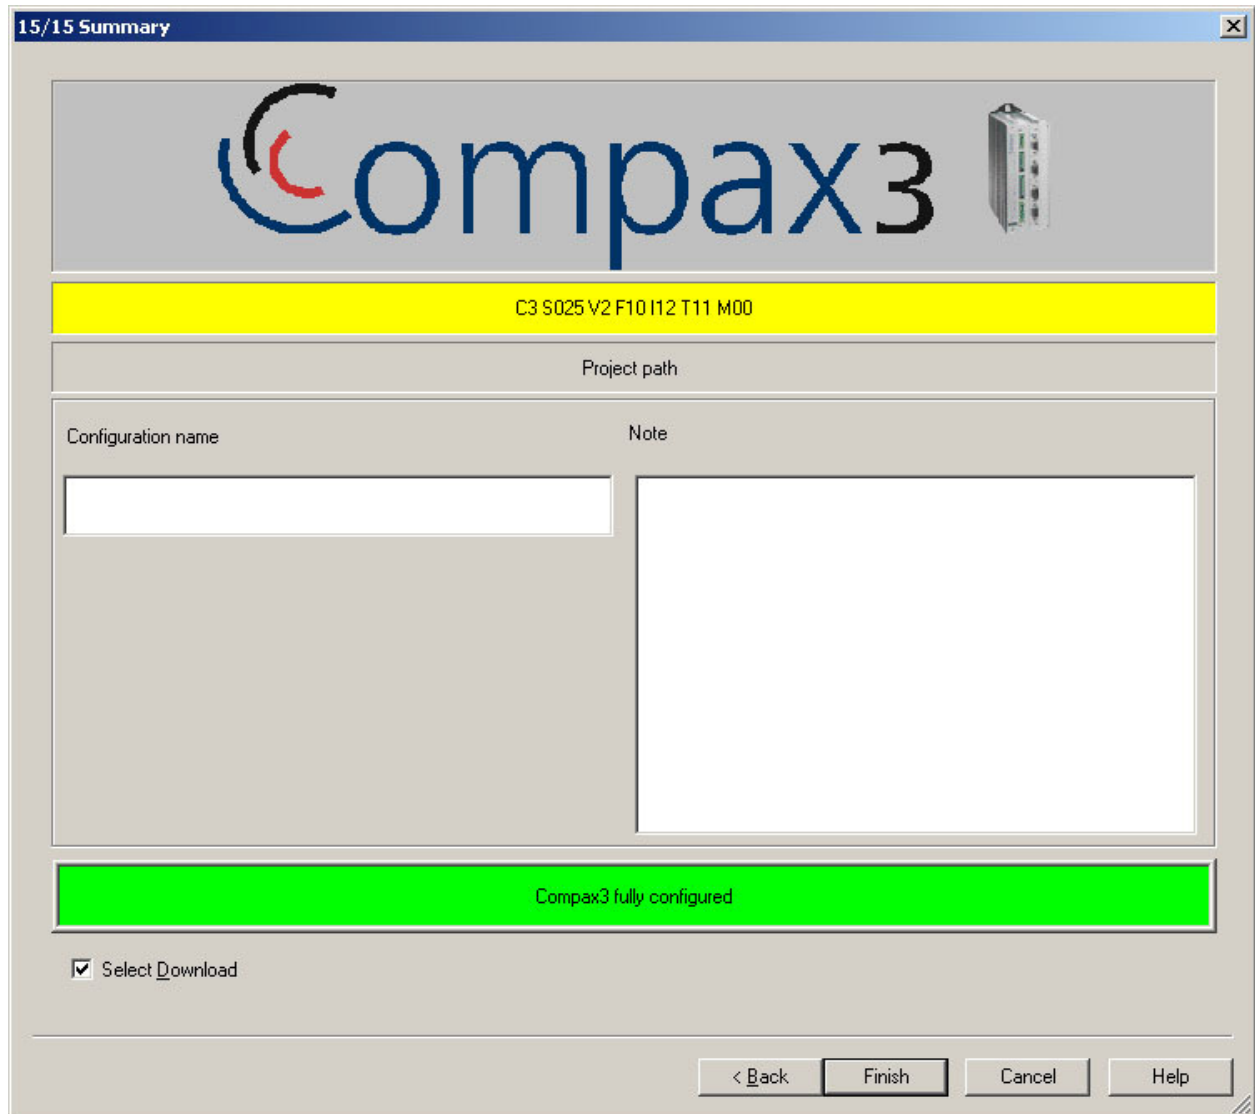 15/15 Summary
Compax3
C3 S025 V2 F10 I12 T11 M00
Project path
Configuration name
Note
Compax3 fully configured
Select Download
< Back
Finish
Cancel
Help